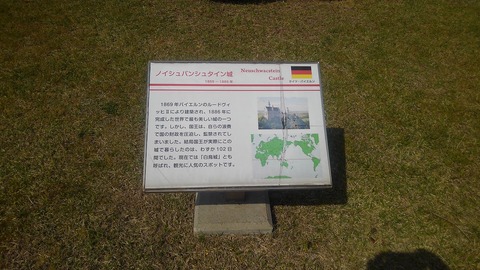 ノイシュバンシュタイン城
Neuschwanstein
Castle
1869年バイエルンのルードヴィ
ッヒⅡにより建築され、1886年に
完成した世界で最も美しい城の一つ
です。しかし、国王は、自らの浪費
で国の財政を圧迫し、監禁されてし
まいました。結局国王が実際にこの
城で暮らしたのは、わずか102日
間でした。現在では「白鳥城」とも
呼ばれ、観光に人気のスポットです。